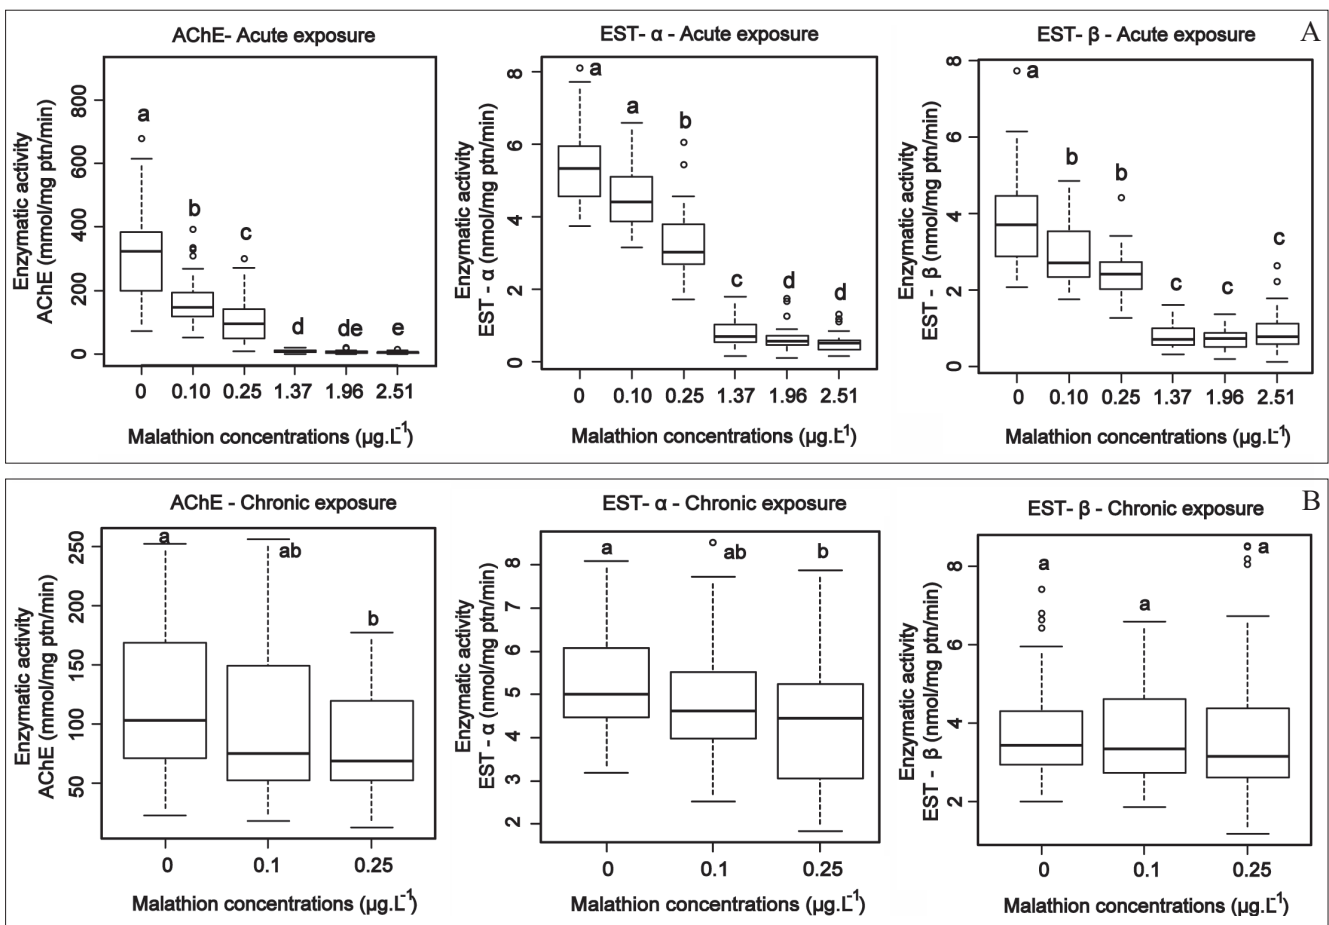 A
AChE- Acute exposure
Enzymatic activity
AChE (mmol/mg ptn/min)
800
600
400
200
0
a
b
c
d
de
e
0 0.10 0.25 1.37 1.96 2.51
Malathion concentrations (µg.L-1)
EST- α - Acute exposure
Enzymatic activity
EST - α (nmol/mg ptn/min)
8
6
4
2
0
a
a
b
c
d
d
0 0.10 0.25 1.37 1.96 2.51
Malathion concentrations (µg.L-1)
EST- β - Acute exposure
Enzymatic activity
EST - β (nmol/mg ptn/min)
8
6
4
2
0
a
b
b
c
c
c
0 0.10 0.25 1.37 1.96 2.51
Malathion concentrations (µg.L-1)
B
AChE - Chronic exposure
Enzymatic activity
AChE (mmol/mg ptn/min)
250
200
150
100
50
a
ab
b
0 0.1 0.25
Malathion concentrations (µg.L-1)
EST- α - Chronic exposure
Enzymatic activity
EST - α (nmol/mg ptn/min)
8
7
6
5
4
3
2
a
ab
b
0 0.1 0.25
Malathion concentrations (µg.L-1)
EST- β - Chronic exposure
Enzymatic activity
EST - β (nmol/mg ptn/min)
8
6
4
2
a
a
a
0 0.1 0.25
Malathion concentrations (µg.L-1)